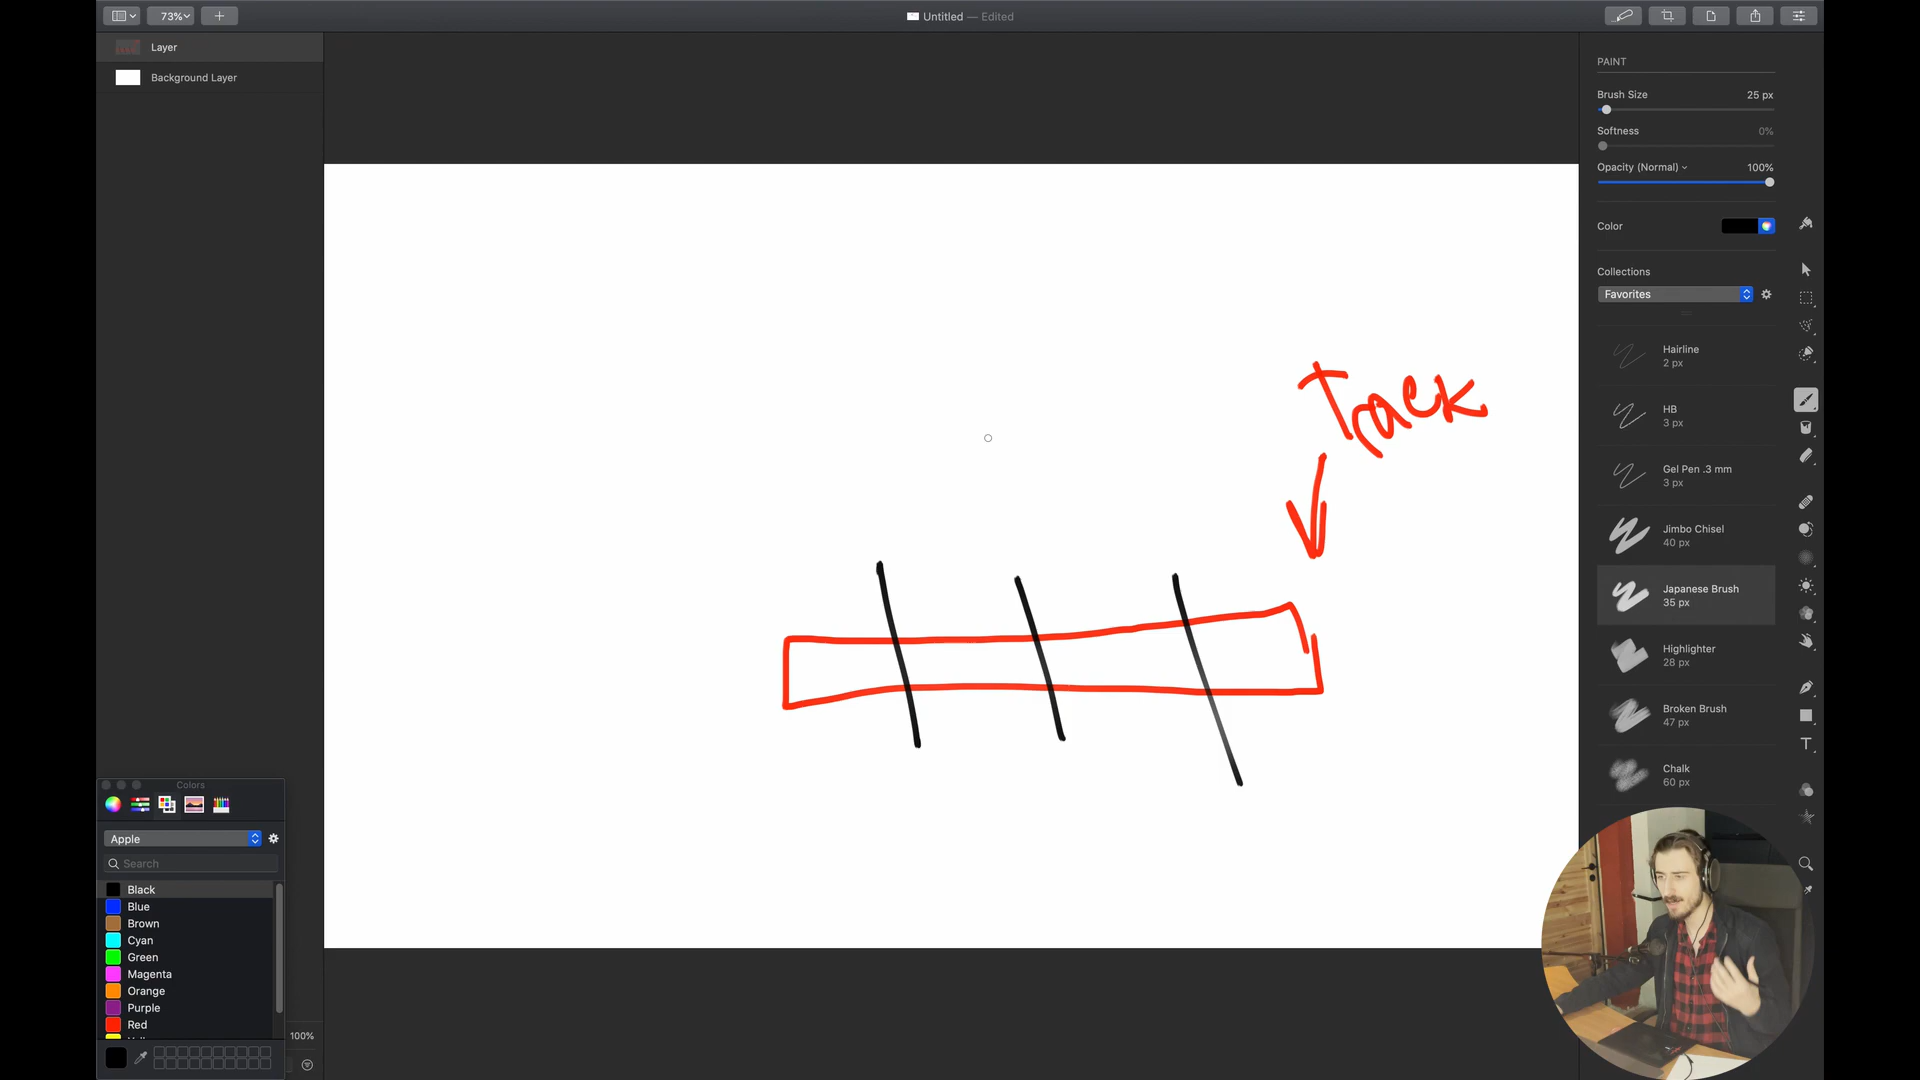 73%
Untitled — Edited
Layer
Background Layer
PAINT
Brush Size 25 px
Softness 0%
Opacity (Normal) 100%
Color
Collections
Favorites
Hairline
2 px
HB
3 px
Gel Pen .3 mm
3 px
Jimbo Chisel
40 px
Japanese Brush
35 px
Highlighter
28 px
Broken Brush
47 px
Chalk
60 px
Track
Colors
Apple
Search
Black
Blue
Brown
Cyan
Green
Magenta
Orange
Purple
Red
100%